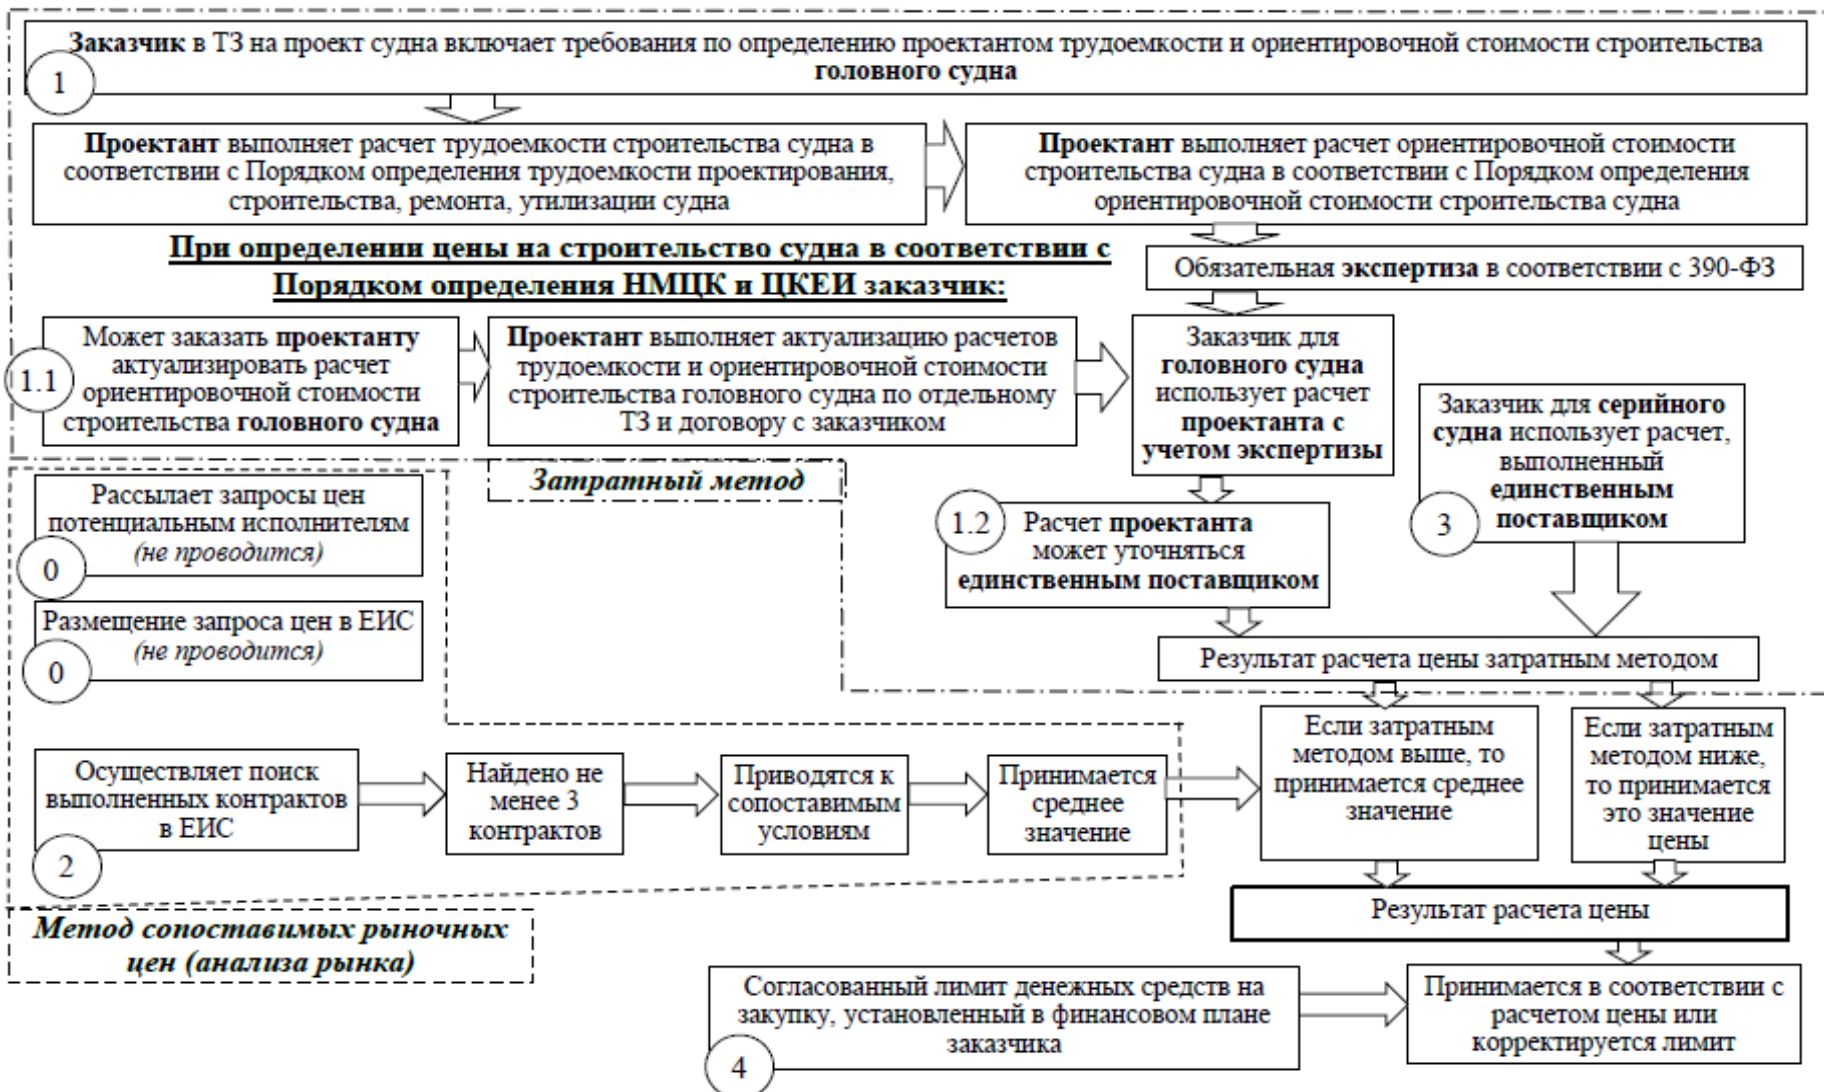 Заказчик в ТЗ на проект судна включает требования по определению проектантом трудоемкости и ориентировочной стоимости строительства
головного судна
1
Проектант выполняет расчет трудоемкости строительства судна в
соответствии с Порядком определения трудоемкости проектирования,
строительства, ремонта, утилизации судна
Проектант выполняет расчет ориентировочной стоимости
строительства судна в соответствии с Порядком определения
ориентировочной стоимости строительства судна
При определении цены на строительство судна в соответствии с
Порядком определения НМЦК и ЦКЕИ заказчик:
Обязательная экспертиза в соответствии с 390-ФЗ
Может заказать проектанту
актуализировать расчет
ориентировочной стоимости
строительства головного судна
1.1
Проектант выполняет актуализацию расчетов
трудоемкости и ориентировочной стоимости
строительства головного судна по отдельному
ТЗ и договору с заказчиком
Заказчик для
головного судна
использует расчет
проектанта с
учетом экспертизы
Заказчик для серийного
судна использует расчет,
выполненный
единственным
поставщиком
3
Затратный метод
Рассылает запросы цен
потенциальным исполнителям
(не проводится)
0
1.2
Расчет проектанта
может уточняться
единственным поставщиком
Размещение запроса цен в ЕИС
(не проводится)
0
Результат расчета цены затратным методом
Осуществляет поиск
выполненных контрактов
в ЕИС
2
Найдено не
менее 3
контрактов
Приводятся к
сопоставимым
условиям
Принимается
среднее
значение
Если затратным
методом выше, то
принимается среднее
значение
Если затратным
методом ниже,
то принимается
это значение
цены
Результат расчета цены
Метод сопоставимых рыночных
цен (анализа рынка)
Согласованный лимит денежных средств на
закупку, установленный в финансовом плане
заказчика
4
Принимается в соответствии с
расчетом цены или
корректируется лимит